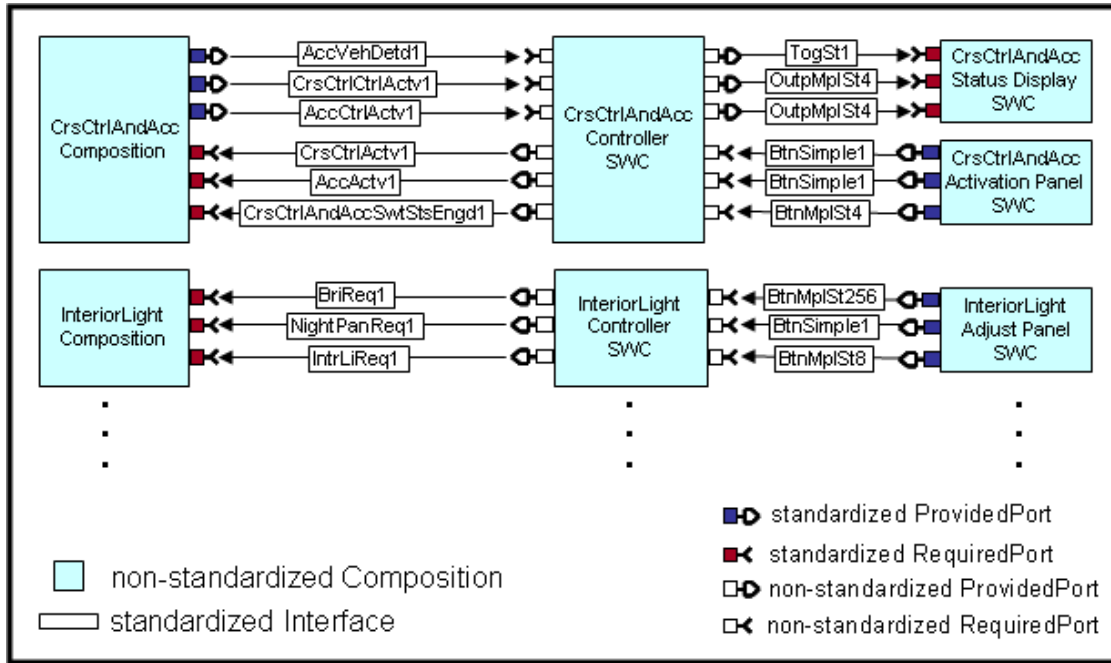 CrsCtrlAndAcc
Composition
AccVehDetd1
CrsCtrlCtrlActv1
AccCtrlActv1
CrsCtrlActv1
AccActv1
CrsCtrlAndAccSwtStsEngd1
CrsCtrlAndAcc
Controller
SWC
TogSt1
OutpMplSt4
OutpMplSt4
BtnSimple1
BtnSimple1
BtnMplSt4
CrsCtrlAndAcc
Status Display
SWC
CrsCtrlAndAcc
Activation Panel
SWC
InteriorLight
Composition
BriReq1
NightPanReq1
IntrLiReq1
InteriorLight
Controller
SWC
BtnMplSt256
BtnSimple1
BtnMplSt8
InteriorLight
Adjust Panel
SWC
non-standardized Composition
standardized Interface
standardized ProvidedPort
standardized RequiredPort
non-standardized ProvidedPort
non-standardized RequiredPort